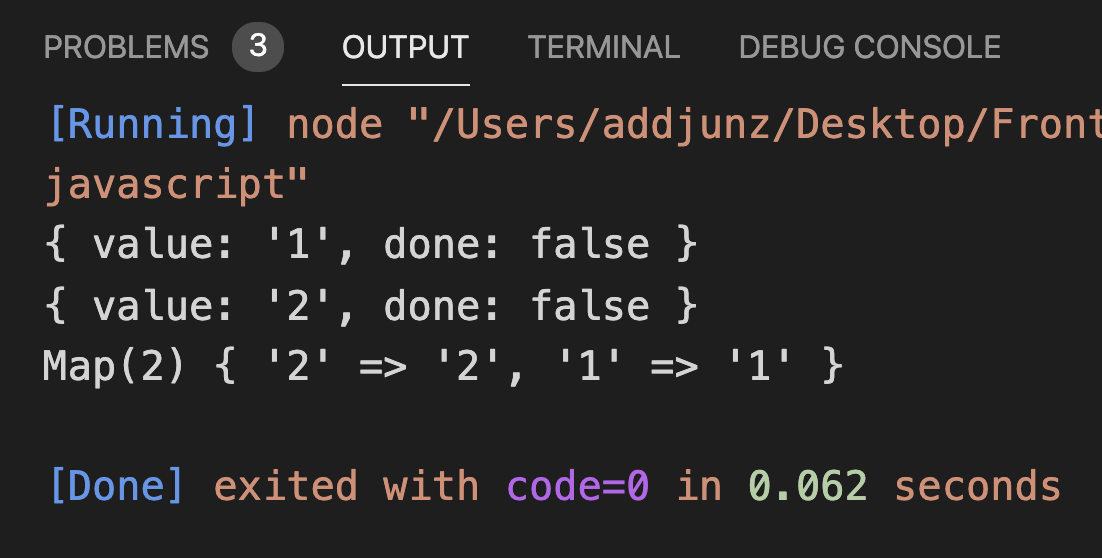 PROBLEMS 3 OUTPUT TERMINAL DEBUG CONSOLE
[Running] node "/Users/addjunz/Desktop/Front
javascript"
{ value: '1', done: false }
{ value: '2', done: false }
Map(2) { '2' => '2', '1' => '1' }
[Done] exited with code=0 in 0.062 seconds